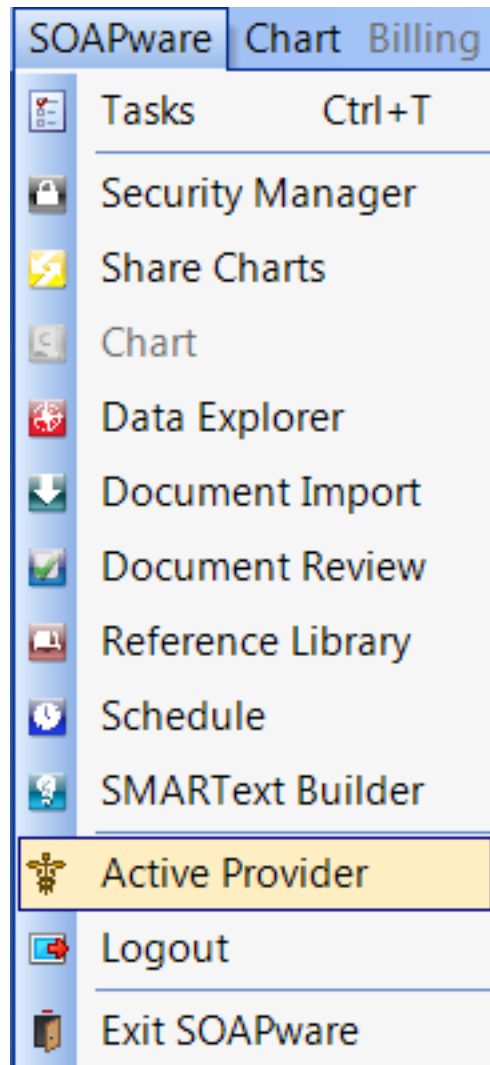 SOAPware Chart Billing
Tasks Ctrl+T
Security Manager
Share Charts
Chart
Data Explorer
Document Import
Document Review
Reference Library
Schedule
SMARText Builder
Active Provider
Logout
Exit SOAPware